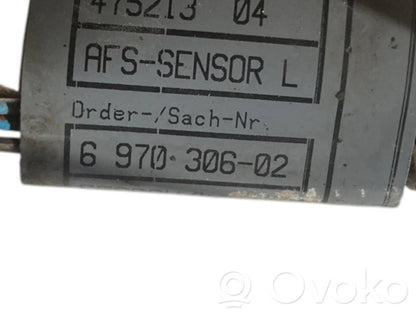 475213 04
AFS-SENSOR L
Order-/Sach-Nr.
6 970 306-02
Ovoko